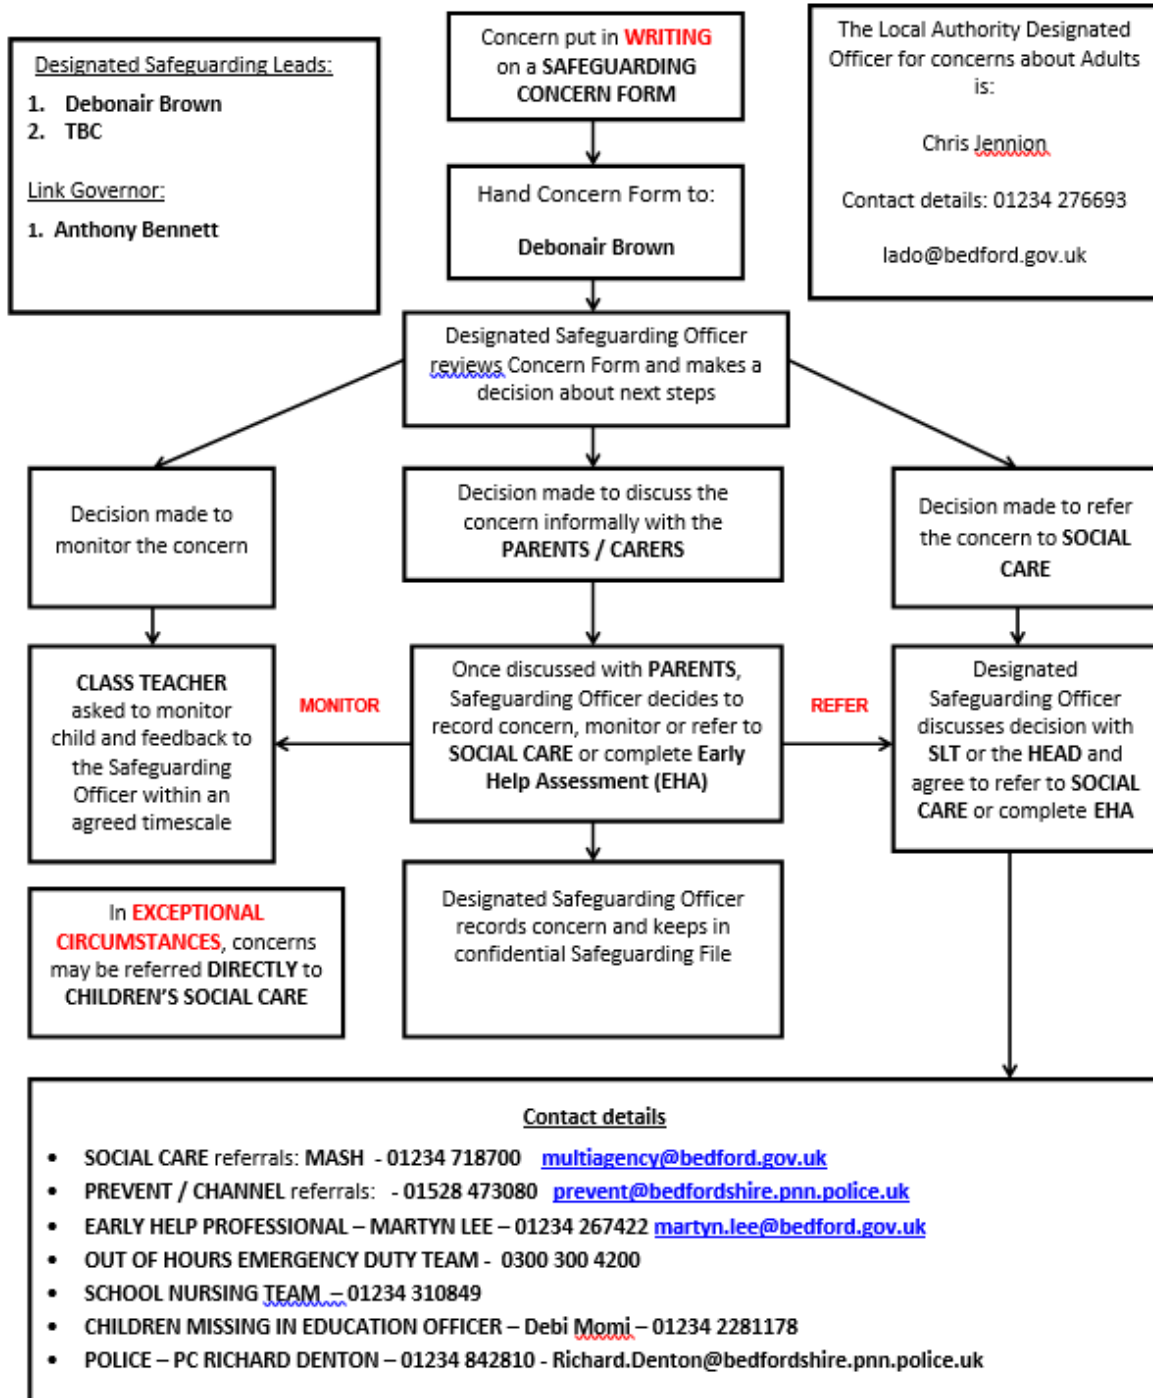 Designated Safeguarding Leads:
1. Debonair Brown
2. TBC
Link Governor:
1. Anthony Bennett
Concern put in WRITING
on a SAFEGUARDING
CONCERN FORM
The Local Authority Designated
Officer for concerns about Adults
is:
Chris Jennion
Contact details: 01234 276693
lado@bedford.gov.uk
Hand Concern Form to:
Debonair Brown
Designated Safeguarding Officer
reviews Concern Form and makes a
decision about next steps
Decision made to
monitor the concern
Decision made to discuss the
concern informally with the
PARENTS / CARERS
Decision made to refer
the concern to SOCIAL
CARE
CLASS TEACHER
asked to monitor
child and feedback to
the Safeguarding
Officer within an
agreed timescale
MONITOR
Once discussed with PARENTS,
Safeguarding Officer decides to
record concern, monitor or refer to
SOCIAL CARE or complete Early
Help Assessment (EHA)
REFER
Designated
Safeguarding Officer
discusses decision with
SLT or the HEAD and
agree to refer to SOCIAL
CARE or complete EHA
In EXCEPTIONAL
CIRCUMSTANCES, concerns
may be referred DIRECTLY to
CHILDREN'S SOCIAL CARE
Designated Safeguarding Officer
records concern and keeps in
confidential Safeguarding File
Contact details
• SOCIAL CARE referrals: MASH - 01234 718700 multiagency@bedford.gov.uk
• PREVENT / CHANNEL referrals: - 01528 473080 prevent@bedfordshire.pnn.police.uk
• EARLY HELP PROFESSIONAL – MARTYN LEE – 01234 267422 martyn.lee@bedford.gov.uk
• OUT OF HOURS EMERGENCY DUTY TEAM - 0300 300 4200
• SCHOOL NURSING TEAM – 01234 310849
• CHILDREN MISSING IN EDUCATION OFFICER – Debi Momi – 01234 2281178
• POLICE – PC RICHARD DENTON – 01234 842810 - Richard.Denton@bedfordshire.pnn.police.uk